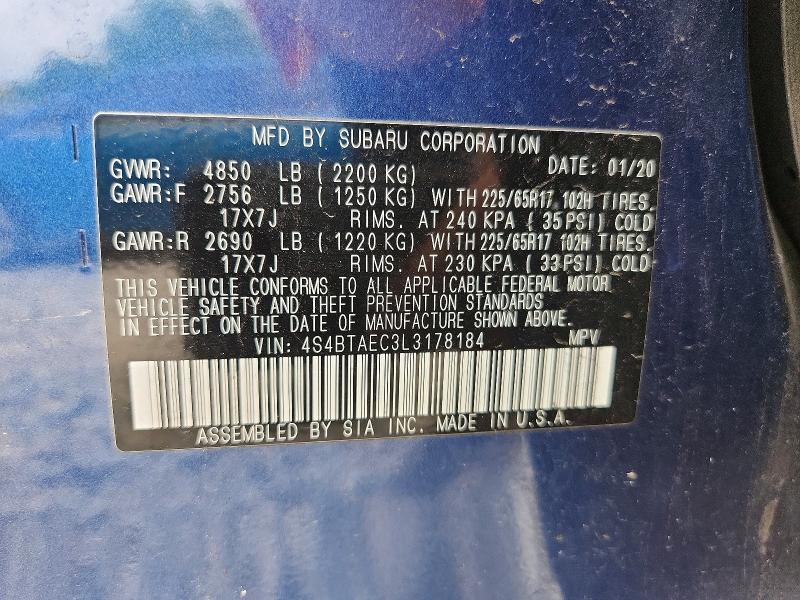 MFD BY SUBARU CORPORATION
GVWR: 4850 LB ( 2200 KG) DATE: 01/20
GAWR:F 2756 LB ( 1250 KG) WITH 225/65R17 102H TIRES.
17X7J RIMS. AT 240 KPA ( 35 PSI) COLD
GAWR:R 2690 LB ( 1220 KG) WITH 225/65R17 102H TIRES.
17X7J RIMS. AT 230 KPA ( 33 PSI) COLD
THIS VEHICLE CONFORMS TO ALL APPLICABLE FEDERAL MOTOR
VEHICLE SAFETY AND THEFT PREVENTION STANDARDS
IN EFFECT ON THE DATE OF MANUFACTURE SHOWN ABOVE.
VIN: 4S4BTAEC3L3178184 MPV
ASSEMBLED BY SIA INC. MADE IN U.S.A.